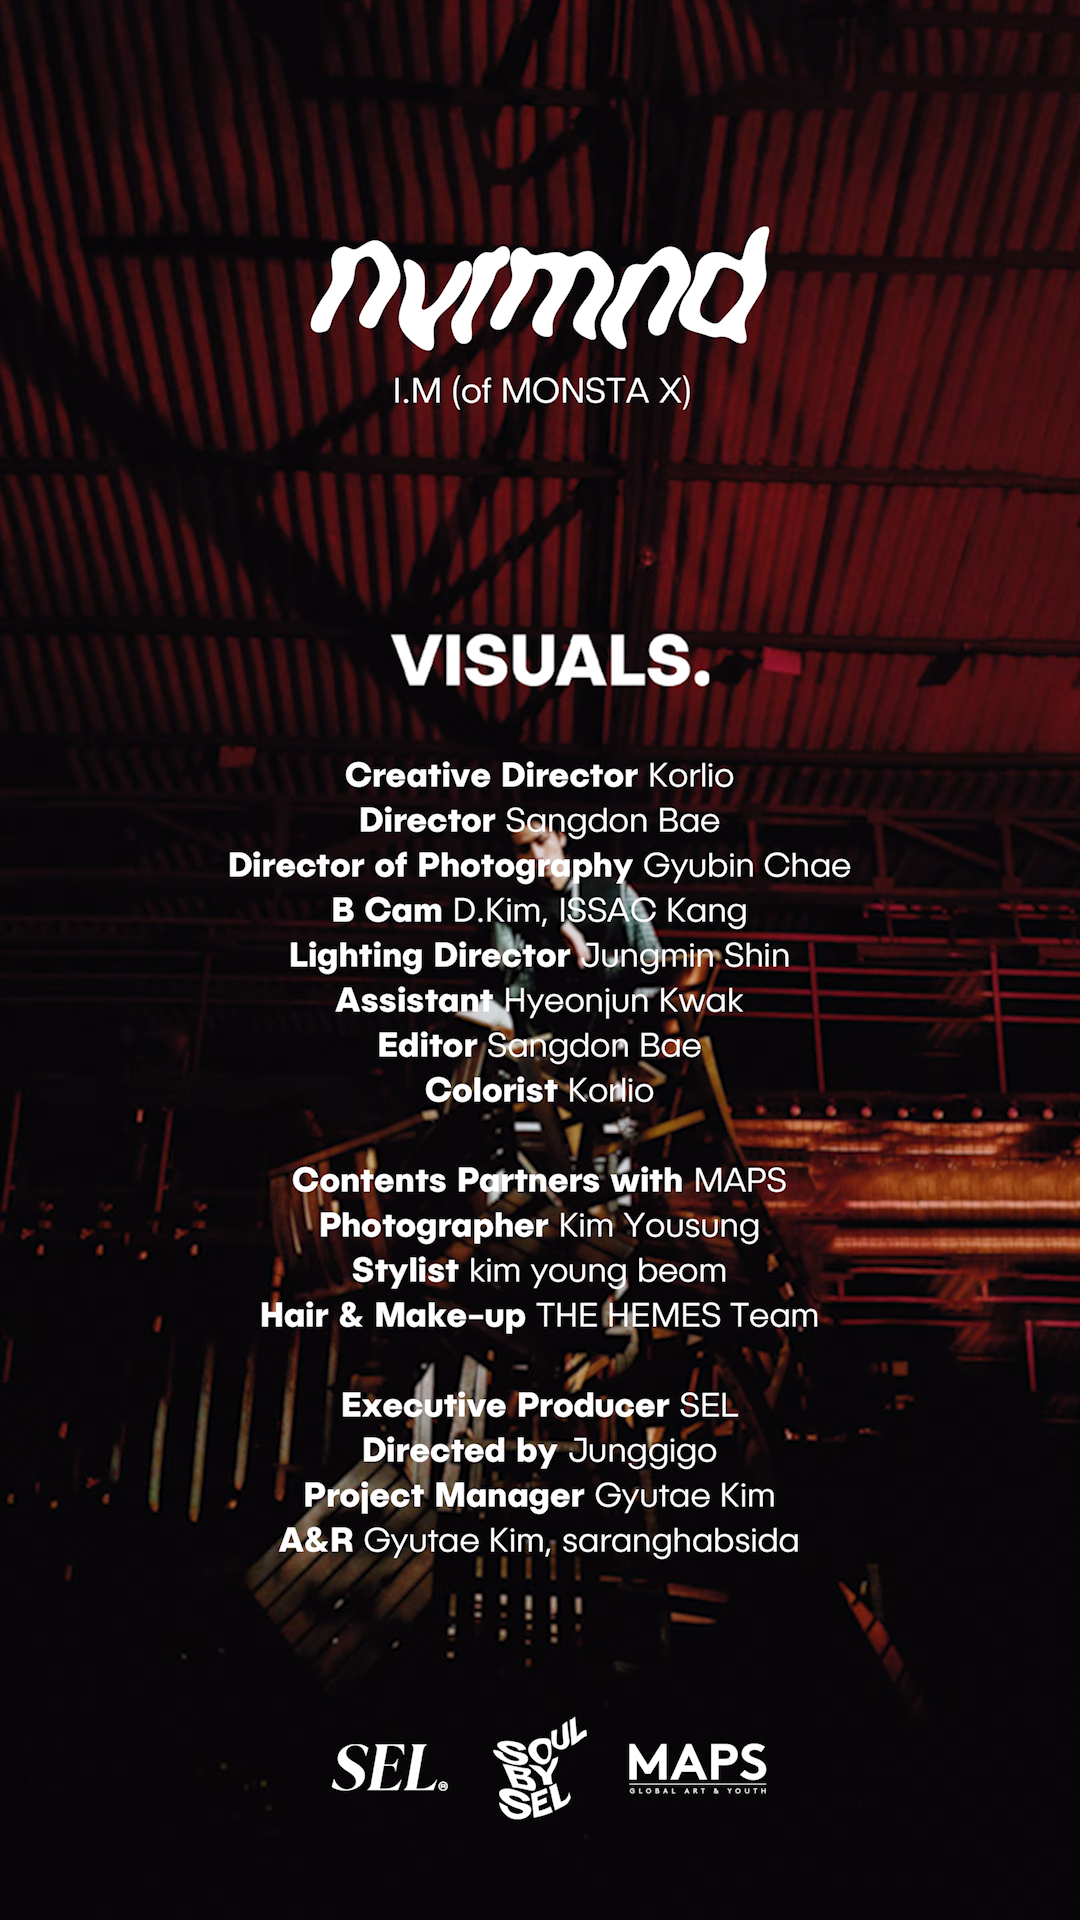 nvrmnd
I.M (of MONSTA X)
VISUALS.
Creative Director Korlio
Director Sangdon Bae
Director of Photography Gyubin Chae
B Cam D.Kim, ISSAC Kang
Lighting Director Jungmin Shin
Assistant Hyeonjun Kwak
Editor Sangdon Bae
Colorist Korlio
Contents Partners with MAPS
Photographer Kim Yousung
Stylist kim young beom
Hair & Make-up THE HEMES Team
Executive Producer SEL
Directed by Junggigo
Project Manager Gyutae Kim
A&R Gyutae Kim, saranghabsida
SEL®
SOUL
BY
SEL
MAPS
GLOBAL ART & YOUTH